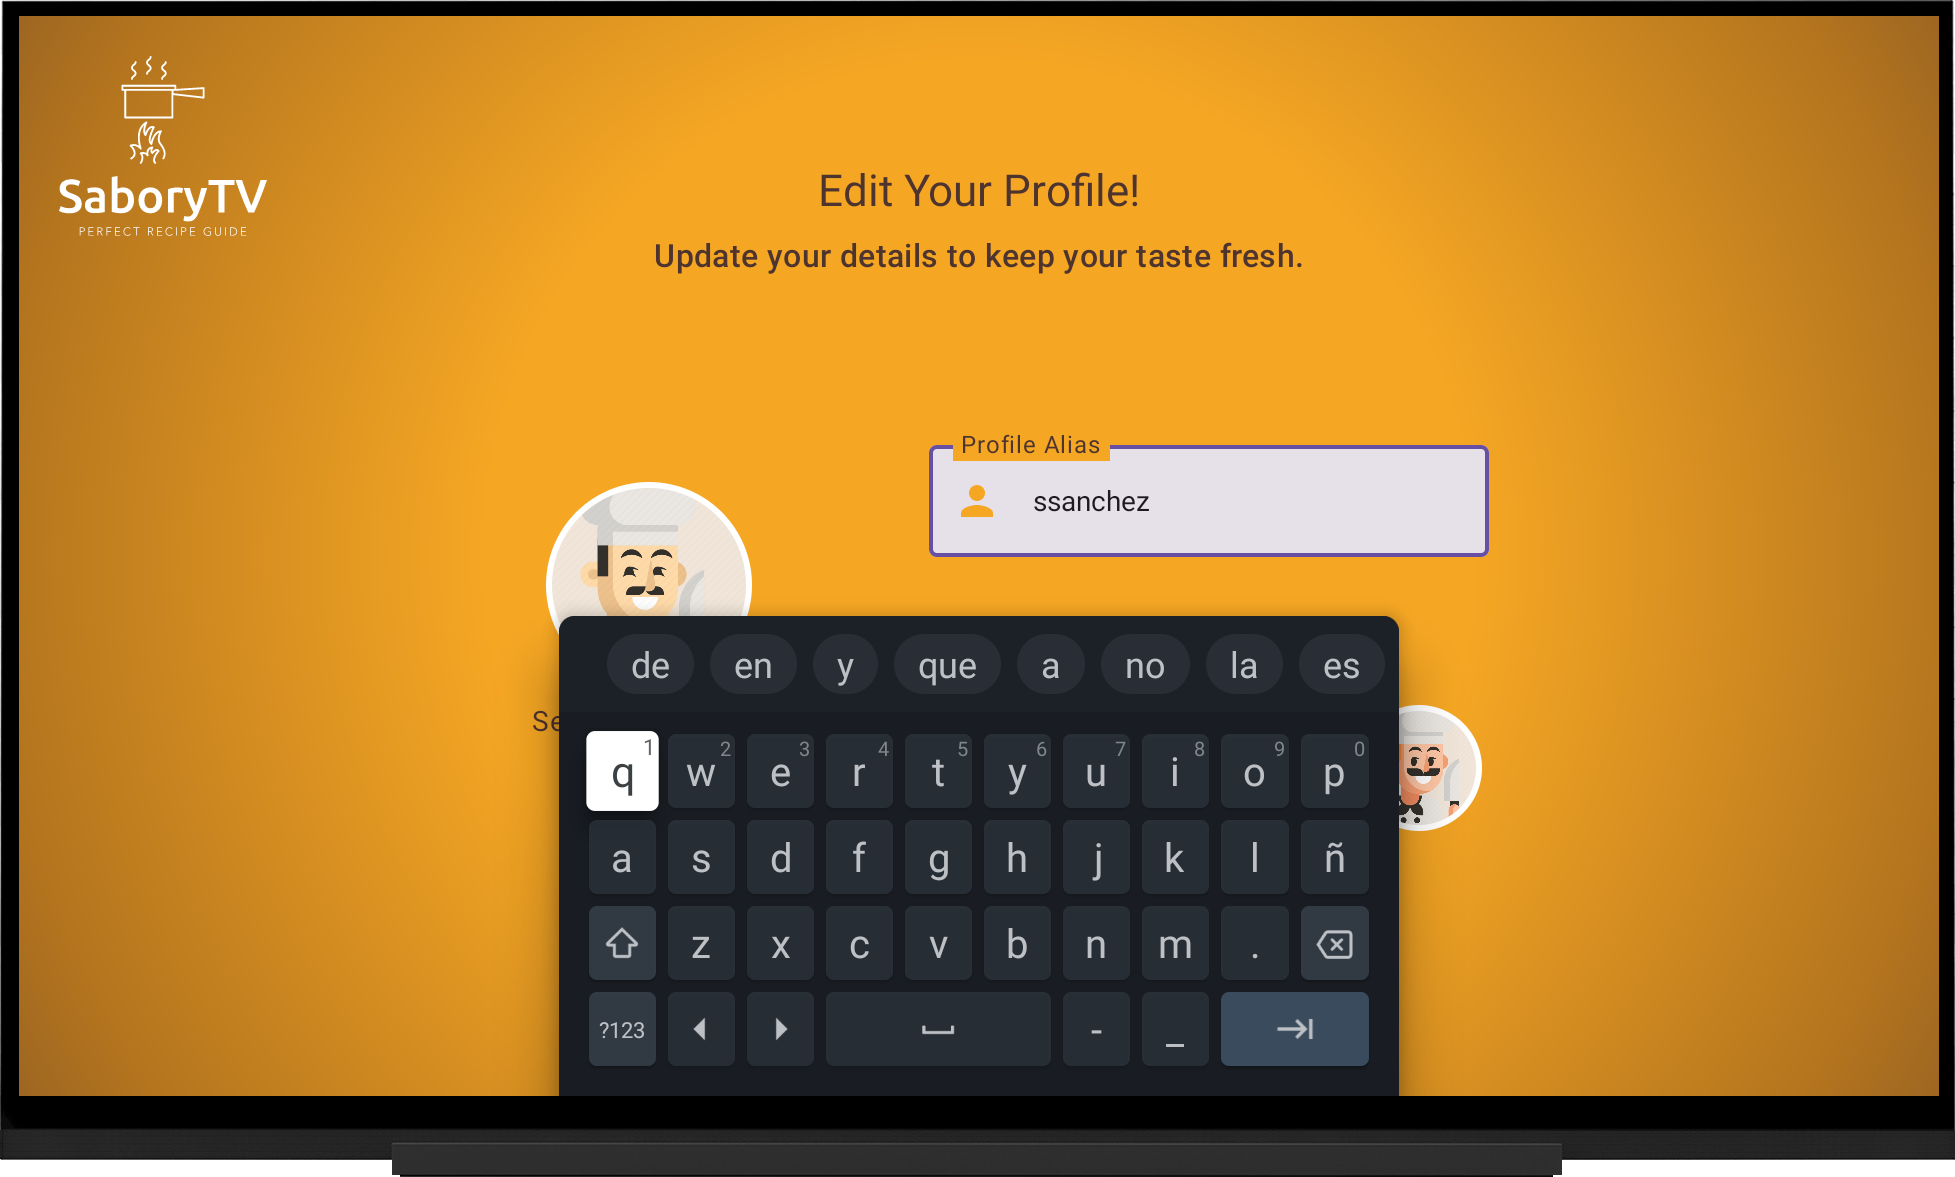 SaboryTV
PERFECT RECIPE GUIDE
Edit Your Profile!
Update your details to keep your taste fresh.
Profile Alias
ssanchez
Se
de en y que a no la es
q 1 w 2 e 3 r 4 t 5 y 6 u 7 i 8 o 9 p 0
a s d f g h j k l ñ
z x c v b n m .
?123 - _